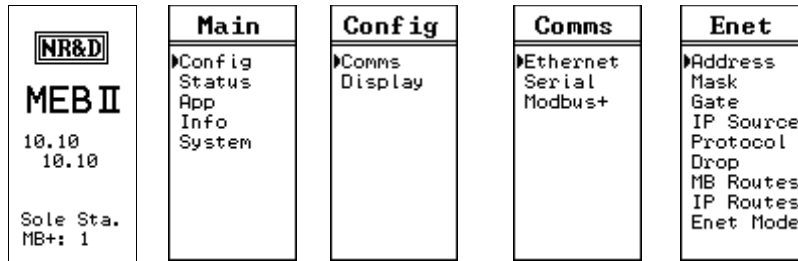 NR&D
MEB II
10.10
10.10
Sole Sta.
MB+: 1
Main
Config
Status
App
Info
System
Config
Comms
Display
Comms
Ethernet
Serial
Modbus+
Enet
Address
Mask
Gate
IP Source
Protocol
Drop
MB Routes
IP Routes
Enet Mode